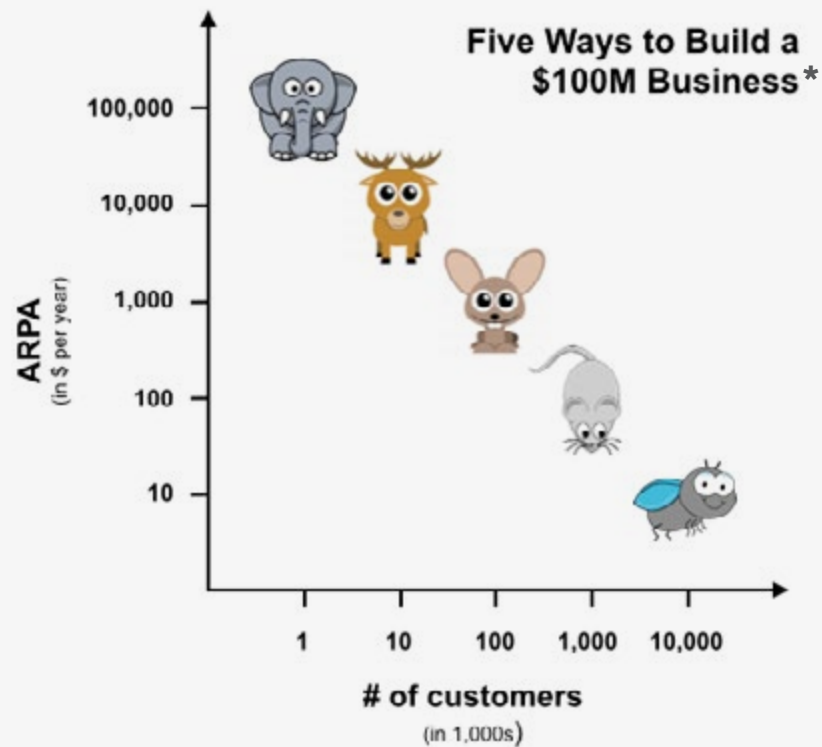 Five Ways to Build a
$100M Business*
100,000
10,000
1,000
100
10
ARPA
(in $ per year)
1 10 100 1,000 10,000
# of customers
(in 1,000s)